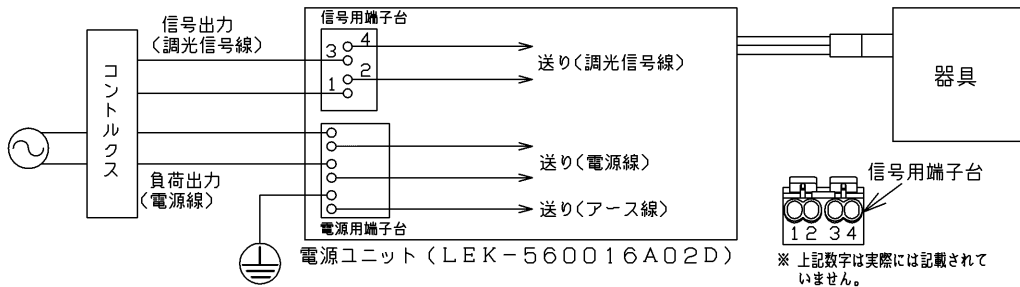 信号出力
(調光信号線)
コントルクス
負荷出力
(電源線)
信号用端子台
4
3
2
1
送り(調光信号線)
送り(電源線)
送り(アース線)
電源用端子台
電源ユニット(LEK-560016A02D)
器具
信号用端子台
1 2 3 4
※ 上記数字は実際には記載されて
いません。